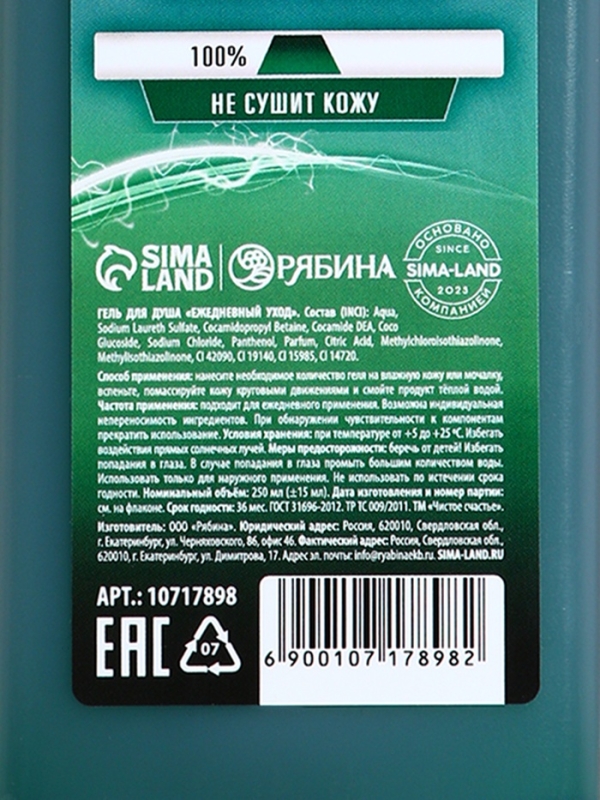 100%
НЕ СУШИТ КОЖУ
SIMA LAND
РЯБИНА
ОСНОВАНО
SINCE
SIMA-LAND
2023
КОМПАНИЕЙ
ГЕЛЬ ДЛЯ ДУША «ЕЖЕДНЕВНЫЙ УХОД». Состав (INCI): Aqua,
Sodium Laureth Sulfate, Cocamidopropyl Betaine, Cocamide DEA, Coco
Glucoside, Sodium Chloride, Panthenol, Parfum, Citric Acid, Methylchloroisothiazolinone,
Methylisothiazolinone, CI 42090, CI 19140, CI 15985, CI 14720.
Способ применения: нанесите необходимое количество геля на влажную кожу или мочалку,
вспеньте, помассируйте кожу круговыми движениями и смойте продукт тёплой водой.
Частота применения: подходит для ежедневного применения. Возможна индивидуальная
непереносимость ингредиентов. При обнаружении чувствительности к компонентам
прекратить использование. Условия хранения: при температуре от +5 до +25 °C. Избегать
воздействия прямых солнечных лучей. Меры предосторожности: беречь от детей! Избегать
попадания в глаза. В случае попадания в глаза промыть большим количеством воды.
Использовать только для наружного применения. Не использовать по истечении срока
годности. Номинальный объём: 250 мл (±15 мл). Дата изготовления и номер партии:
см. на флаконе. Срок годности: 36 мес. ГОСТ 31696-2012. ТР ТС 009/2011. ТМ «Чистое счастье».
Изготовитель: ООО «Рябина». Юридический адрес: Россия, 620010, Свердловская обл.,
г. Екатеринбург, ул. Черняховского, 86, офис 46. Фактический адрес: Россия, Свердловская обл.,
620010, г. Екатеринбург, ул. Димитрова, 17. Адрес эл. почты: info@ryabinaekb.ru. SIMA-LAND.RU
АРТ.: 10717898
EAC
07
6 900107 178982